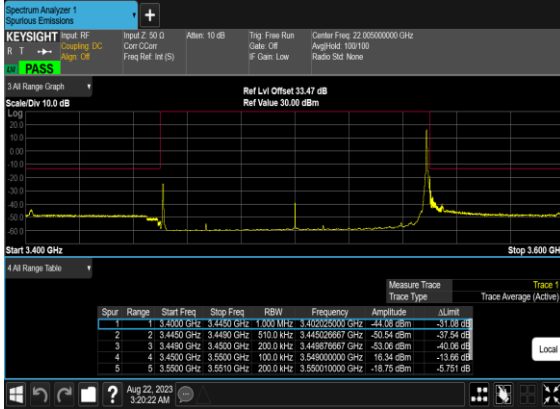 Spectrum Analyzer 1
Spurious Emissions
+
KEYSIGHT Input: RF Input Z: 50 Ω Atten: 10 dB Trig: Free Run Center Freq: 22.005000000 GHz
R T Coupling: DC Corr CCorr Gate: Off Avg|Hold: 100/100
Align: Off Freq Ref: Int (S) IF Gain: Low Radio Std: None
PASS
3 All Range Graph
Ref Lvl Offset 33.47 dB
Scale/Div 10.0 dB Ref Value 30.00 dBm
Log
20.0
10.0
0.00
-10.0
-20.0
-30.0
-40.0
-50.0
-60.0
Start 3.400 GHz Stop 3.600 GH
4 All Range Table
Measure Trace Trace 1
Trace Type Trace Average (Active)
Spur Range Start Freq Stop Freq RBW Frequency Amplitude ΔLimit
1 1 3.4000 GHz 3.4450 GHz 1.000 MHz 3.402025000 GHz -44.08 dBm -31.08 dB
2 2 3.4450 GHz 3.4490 GHz 510.0 kHz 3.445026667 GHz -50.54 dBm -37.54 dB
3 3 3.4490 GHz 3.4500 GHz 200.0 kHz 3.449876667 GHz -53.06 dBm -40.06 dB
4 4 3.4500 GHz 3.5500 GHz 100.0 kHz 3.549000000 GHz 16.34 dBm -13.66 dB
5 5 3.5500 GHz 3.5510 GHz 200.0 kHz 3.550010000 GHz -18.75 dBm -5.751 dB
Local
? Aug 22, 2023
3:20:22 AM